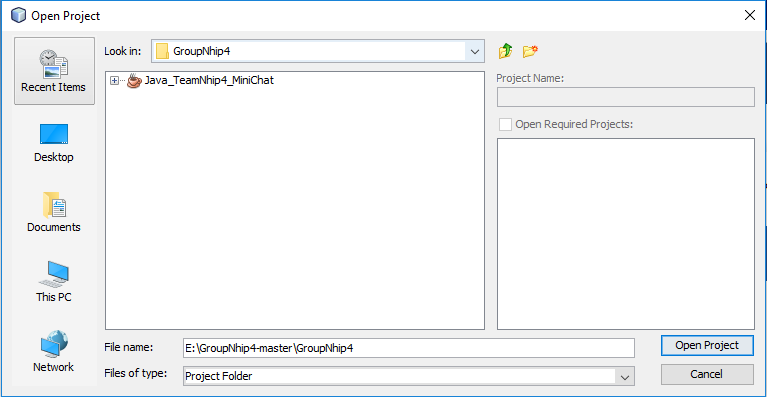 Open Project
Look in:
GroupNhip4
Recent Items
Desktop
Documents
This PC
Network
Java_TeamNhip4_MiniChat
Project Name:
Open Required Projects:
File name:
E:\GroupNhip4-master\GroupNhip4
Open Project
Files of type:
Project Folder
Cancel